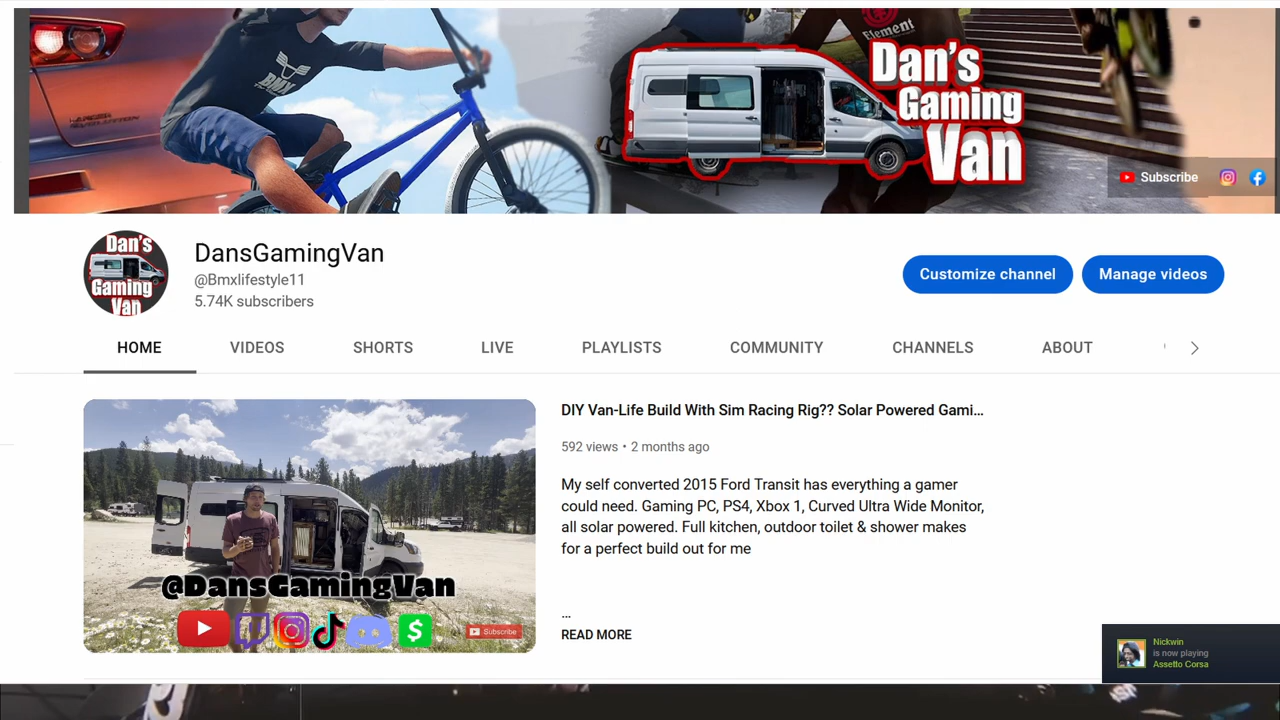 Element
BMX
Dan's
Gaming
Van
Subscribe
Dan's
Gaming
Van
DansGamingVan
@Bmxlifestyle11
5.74K subscribers
Customize channel
Manage videos
HOME
VIDEOS
SHORTS
LIVE
PLAYLISTS
COMMUNITY
CHANNELS
ABOUT
DIY Van-Life Build With Sim Racing Rig?? Solar Powered Gami...
592 views • 2 months ago
My self converted 2015 Ford Transit has everything a gamer
could need. Gaming PC, PS4, Xbox 1, Curved Ultra Wide Monitor,
all solar powered. Full kitchen, outdoor toilet & shower makes
for a perfect build out for me
...
READ MORE
@DansGamingVan
$
Subscribe
Nickwin
is now playing
Assetto Corsa